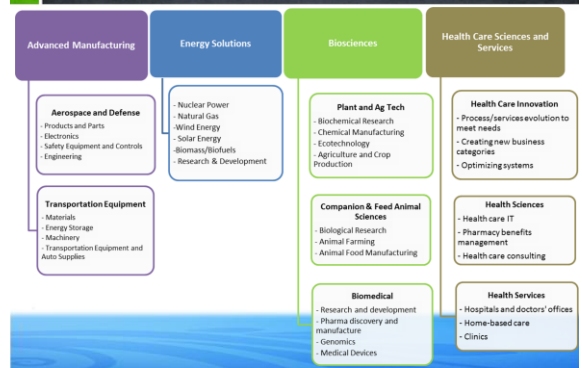 Advanced Manufacturing
Aerospace and Defense
- Products and Parts
- Electronics
- Safety Equipment and Controls
- Engineering
Transportation Equipment
- Materials
- Energy Storage
- Machinery
- Transportation Equipment and
Auto Supplies
Energy Solutions
- Nuclear Power
- Natural Gas
-Wind Energy
- Solar Energy
-Biomass/Biofuels
- Research & Development
Biosciences
Plant and Ag Tech
- Biochemical Research
- Chemical Manufacturing
- Ecotechnology
- Agriculture and Crop
Production
Companion & Feed Animal
Sciences
- Biological Research
- Animal Farming
- Animal Food Manufacturing
Biomedical
- Research and development
- Pharma discovery and
manufacture
- Genomics
- Medical Devices
Health Care Sciences and
Services
Health Care Innovation
- Process/services evolution to
meet needs
- Creating new business
categories
- Optimizing systems
Health Sciences
- Health care IT
- Pharmacy benefits
management
- Health care consulting
Health Services
- Hospitals and doctors' offices
- Home-based care
- Clinics